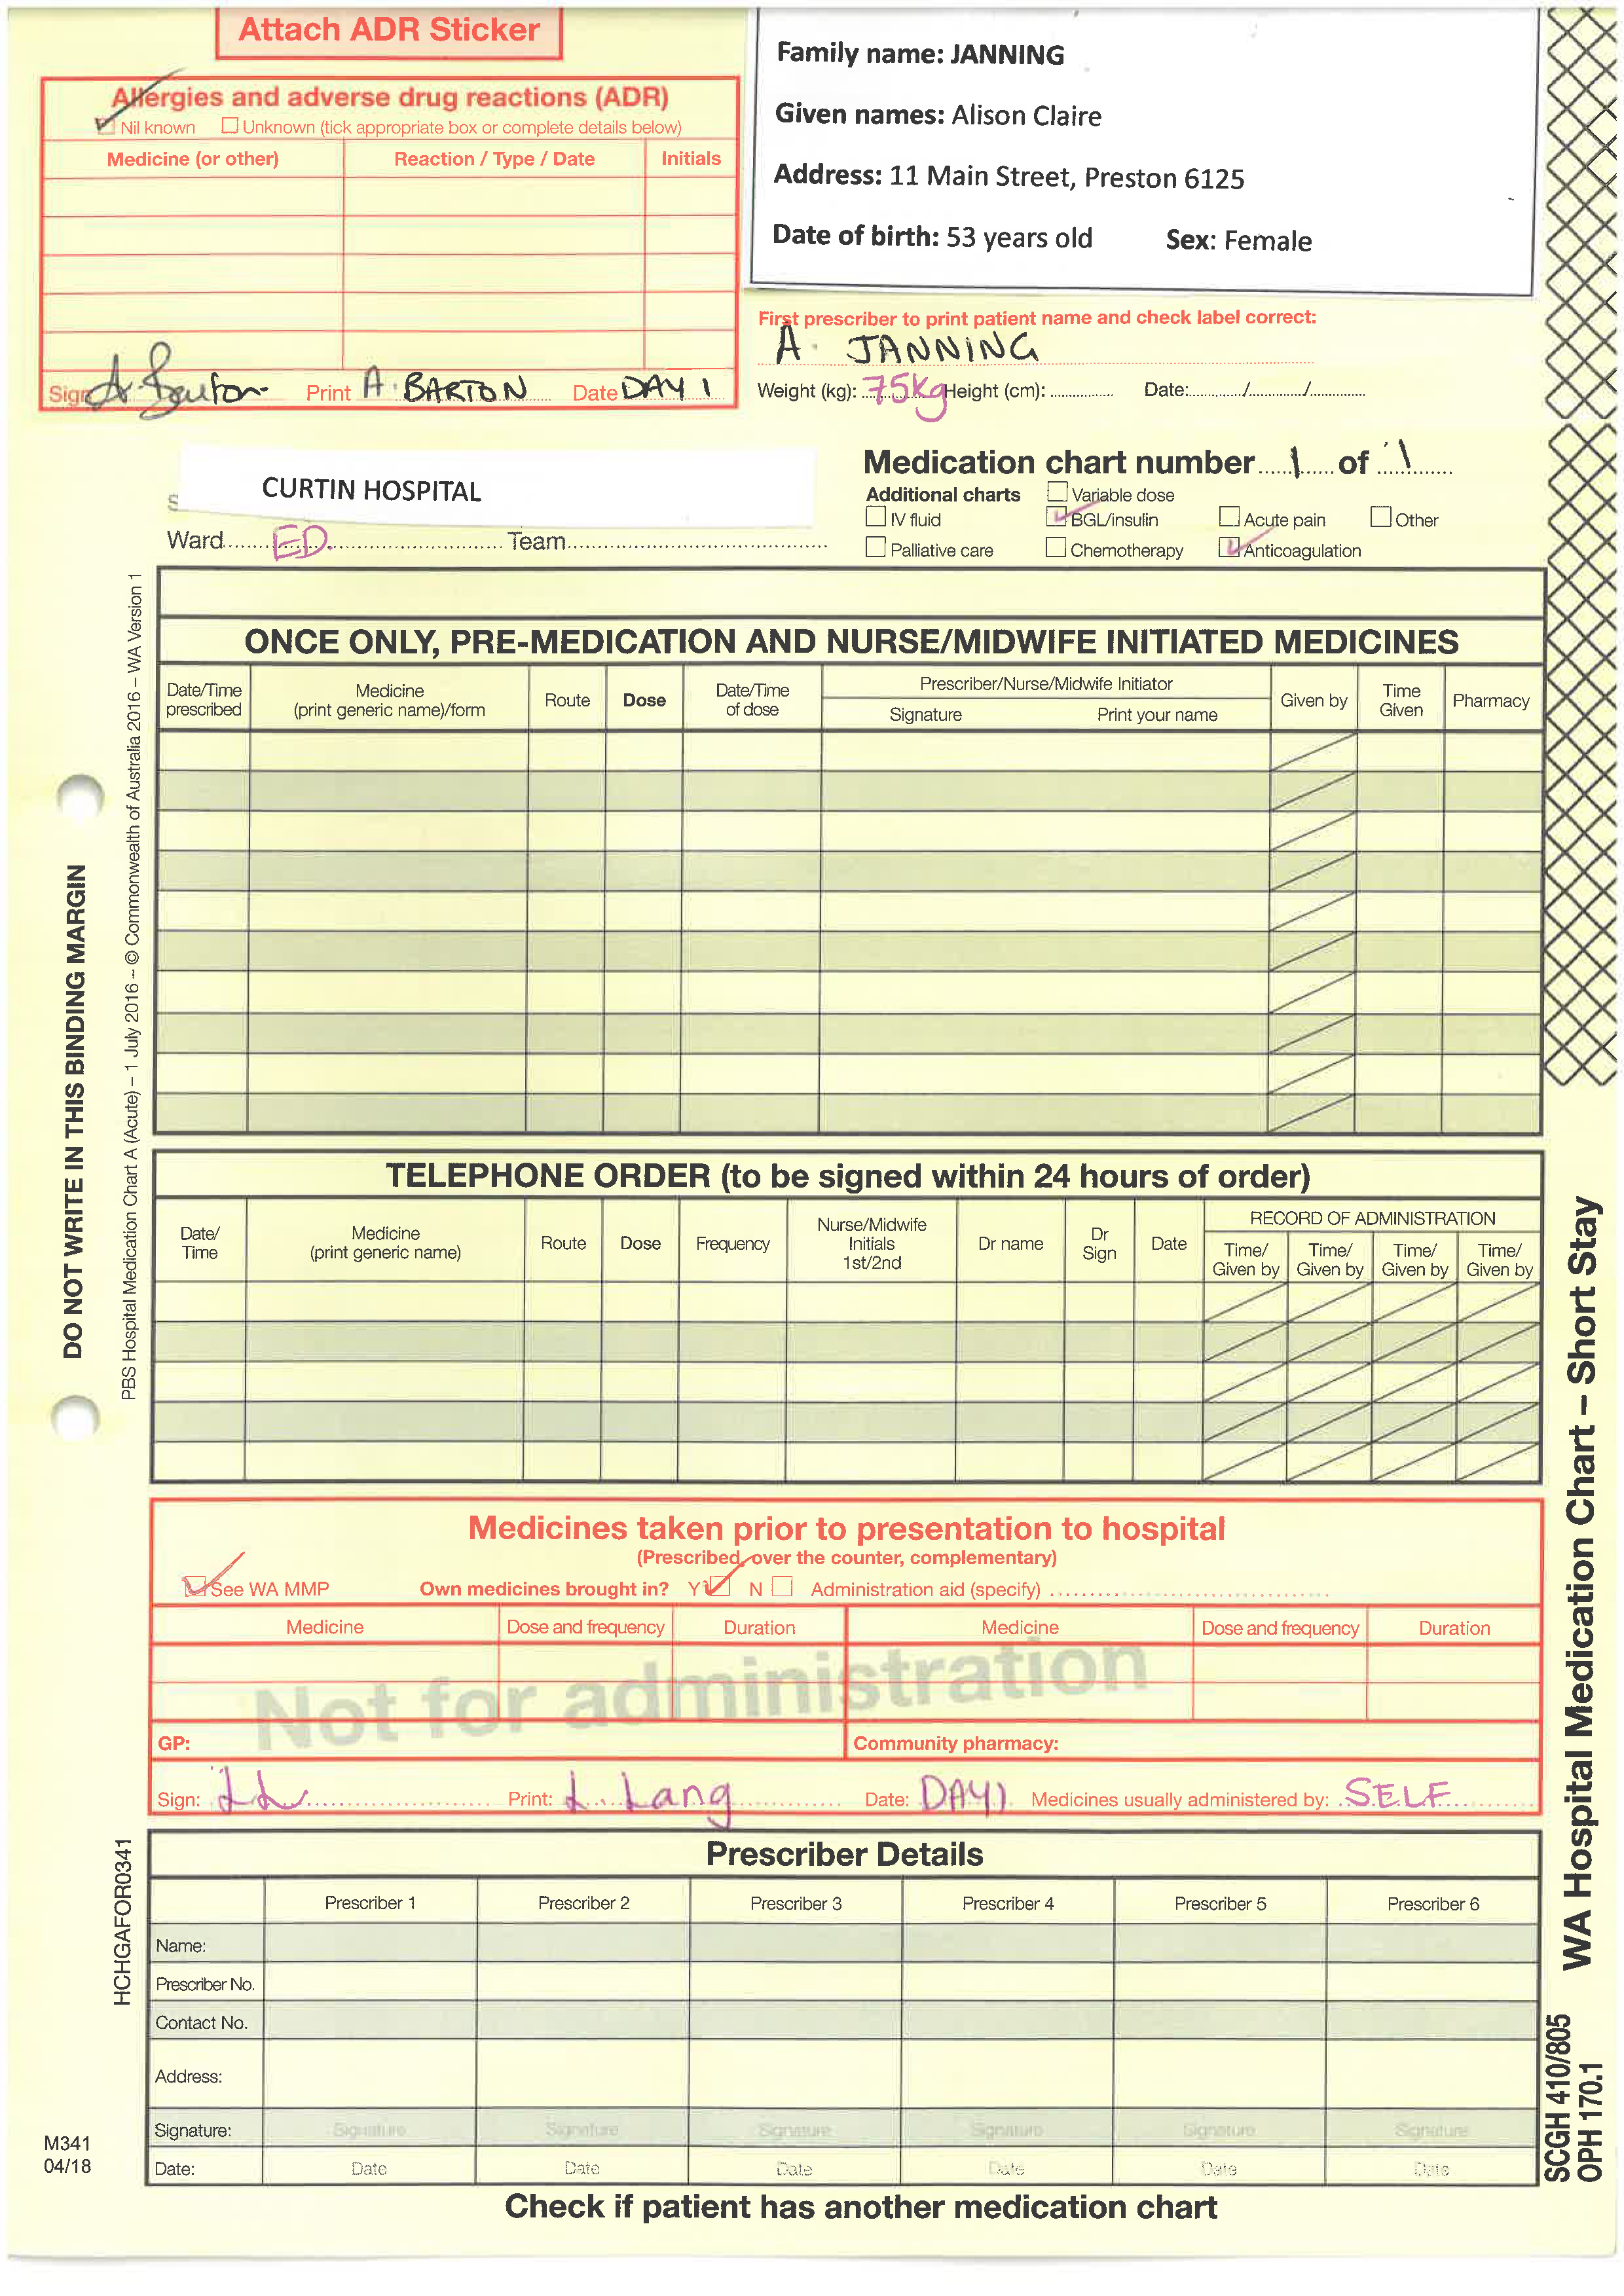 Attach ADR Sticker
Allergies and adverse drug reactions (ADR)
Nil known Unknown (tick appropriate box or complete details below)
Medicine (or other) Reaction / Type / Date Initials
Sign A. Barton Print A. BARTON Date DAY 1
Family name: JANNING
Given names: Alison Claire
Address: 11 Main Street, Preston 6125
Date of birth: 53 years old Sex: Female
First prescriber to print patient name and check label correct:
A. JANNING
Weight (kg): 75kg Height (cm): Date: / /
CURTIN HOSPITAL
Ward ED Team
Medication chart number 1 of 1
Additional charts Variable dose
IV fluid BGL/insulin Acute pain Other
Palliative care Chemotherapy Anticoagulation
ONCE ONLY, PRE-MEDICATION AND NURSE/MIDWIFE INITIATED MEDICINES
Date/Time prescribed Medicine (print generic name)/form Route Dose Date/Time of dose Prescriber/Nurse/Midwife Initiator Given by Time Given Pharmacy
Signature Print your name
TELEPHONE ORDER (to be signed within 24 hours of order)
Date/ Time Medicine (print generic name) Route Dose Frequency Nurse/Midwife Initials 1st/2nd Dr name Dr Sign Date RECORD OF ADMINISTRATION
Time/ Given by Time/ Given by Time/ Given by Time/ Given by
Medicines taken prior to presentation to hospital
(Prescribed, over the counter, complementary)
See WA MMP Own medicines brought in? Y N Administration aid (specify)
Medicine Dose and frequency Duration Medicine Dose and frequency Duration
Not for administration
GP: Community pharmacy:
Sign: LL Print: L. Lang Date: DAY 1 Medicines usually administered by: SELF
Prescriber Details
Prescriber 1 Prescriber 2 Prescriber 3 Prescriber 4 Prescriber 5 Prescriber 6
Name:
Prescriber No.
Contact No.
Address:
Signature: Signature Signature Signature Signature Signature Signature
Date: Date Date Date Date Date Date
Check if patient has another medication chart
DO NOT WRITE IN THIS BINDING MARGIN
PBS Hospital Medication Chart A (Acute) – 1 July 2016 – © Commonwealth of Australia 2016 – WA Version 1
HCHGAFOR0341
M341
04/18
WA Hospital Medication Chart – Short Stay
SCGH 410/805
OPH 170.1